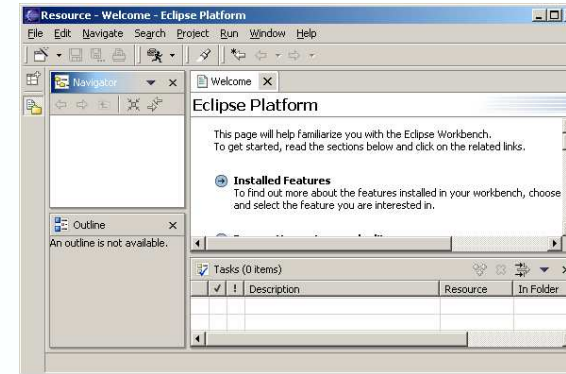 Resource - Welcome - Eclipse Platform
File Edit Navigate Search Project Run Window Help
Navigator
Welcome
Eclipse Platform
This page will help familiarize you with the Eclipse Workbench.
To get started, read the sections below and click on the related links.
Installed Features
To find out more about the features installed in your workbench, choose
and select the feature you are interested in.
Outline
An outline is not available.
Tasks (0 items)
! Description Resource In Folder